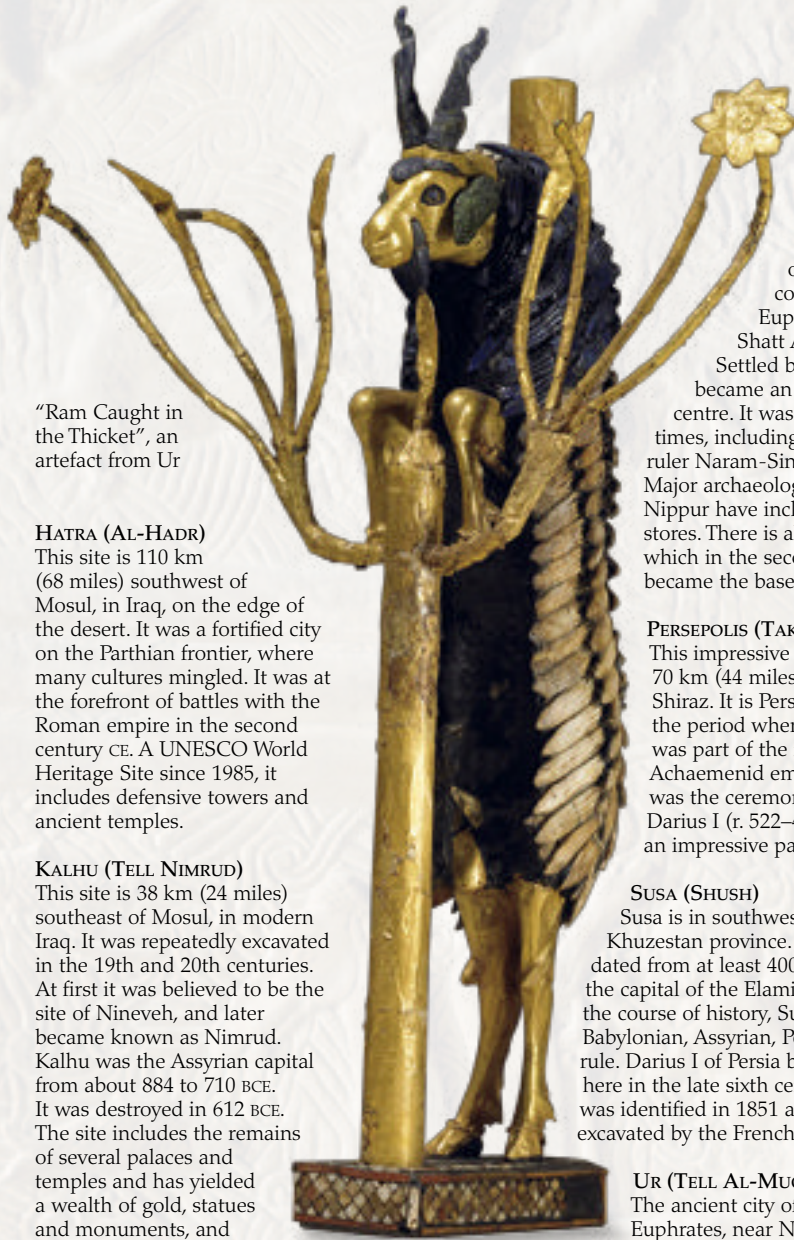 "Ram Caught in
the Thicket", an
artefact from Ur
HATRA (AL-HADR)
This site is 110 km
(68 miles) southwest of
Mosul, in Iraq, on the edge of
the desert. It was a fortified city
on the Parthian frontier, where
many cultures mingled. It was at
the forefront of battles with the
Roman empire in the second
century CE. A UNESCO World
Heritage Site since 1985, it
includes defensive towers and
ancient temples.
KALHU (TELL NIMRUD)
This site is 38 km (24 miles)
southeast of Mosul, in modern
Iraq. It was repeatedly excavated
in the 19th and 20th centuries.
At first it was believed to be the
site of Nineveh, and later
became known as Nimrud.
Kalhu was the Assyrian capital
from about 884 to 710 BCE.
It was destroyed in 612 BCE.
The site includes the remains
of several palaces and
temples and has yielded
a wealth of gold, statues
and monuments, and
co
Eup
Shatt A
Settled b
became an
centre. It was
times, including
ruler Naram-Sin
Major archaeolog
Nippur have incl
stores. There is a
which in the seco
became the base
PERSEPOLIS (TAK
This impressive
70 km (44 miles
Shiraz. It is Pers
the period when
was part of the
Achaemenid em
was the ceremon
Darius I (r. 522–4
an impressive pa
SUSA (SHUSH)
Susa is in southwes
Khuzestan province.
dated from at least 400
the capital of the Elami
the course of history, Su
Babylonian, Assyrian, Pe
rule. Darius I of Persia b
here in the late sixth ce
was identified in 1851 a
excavated by the French
UR (TELL AL-MUQ
The ancient city of
Euphrates, near N